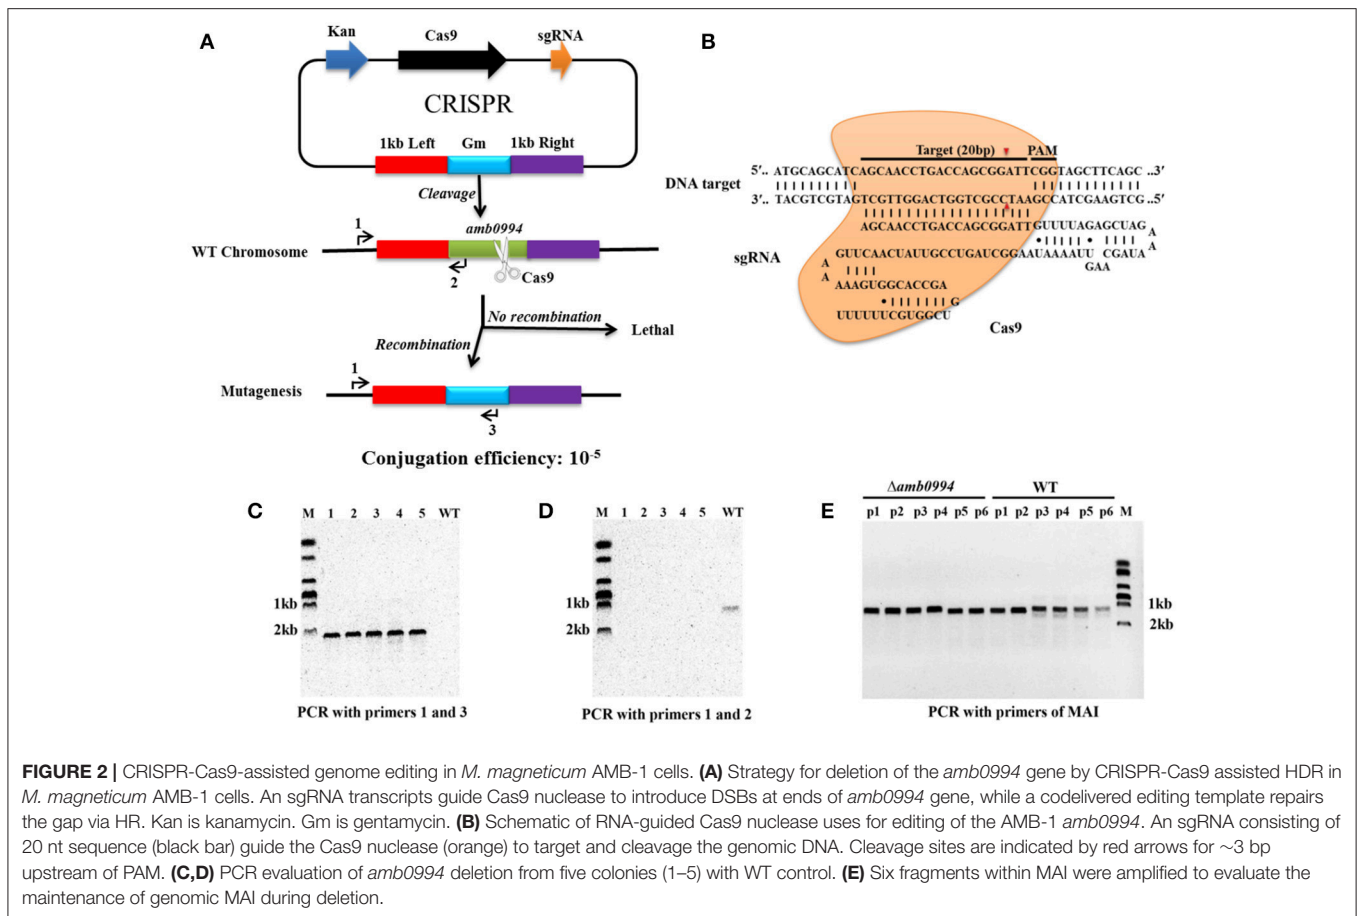 A
Kan
Cas9
sgRNA
CRISPR
1kb Left
Gm
1kb Right
Cleavage
amb0994
1
WT Chromosome
2
Cas9
No recombination
Lethal
Recombination
1
Mutagenesis
3
Conjugation efficiency: 10-5
B
Target (20bp)
PAM
5′.. ATGCAGCATCAGCAACCTGACCAGCGGATTCGGTAGCTTCAGC ..3′
DNA target
3′.. TACGTCGTAGTCGTTGGACTGGTCGCCTAAGCCATCGAAGTCG ..5′
AGCAACCTGACCAGCGGATTGUUUUAGAGCUAG
A
A
A
sgRNA
GUUCAACUAUUGCCUGAUCGGAAUAAAAUU
CGAUA
GAA
A
A
AAAGUGGCACCGA
G
UUUUUUCGUGGCU
Cas9
C
M 1 2 3 4 5 WT
1kb
2kb
PCR with primers 1 and 3
D
M 1 2 3 4 5 WT
1kb
2kb
PCR with primers 1 and 2
E
Δamb0994
WT
p1 p2 p3 p4 p5 p6 p1 p2 p3 p4 p5 p6 M
1kb
2kb
PCR with primers of MAI
FIGURE 2 | CRISPR-Cas9-assisted genome editing in M. magneticum AMB-1 cells. (A) Strategy for deletion of the amb0994 gene by CRISPR-Cas9 assisted HDR in
M. magneticum AMB-1 cells. An sgRNA transcripts guide Cas9 nuclease to introduce DSBs at ends of amb0994 gene, while a codelivered editing template repairs
the gap via HR. Kan is kanamycin. Gm is gentamycin. (B) Schematic of RNA-guided Cas9 nuclease uses for editing of the AMB-1 amb0994. An sgRNA consisting of
20 nt sequence (black bar) guide the Cas9 nuclease (orange) to target and cleavage the genomic DNA. Cleavage sites are indicated by red arrows for ∼3 bp
upstream of PAM. (C,D) PCR evaluation of amb0994 deletion from five colonies (1–5) with WT control. (E) Six fragments within MAI were amplified to evaluate the
maintenance of genomic MAI during deletion.